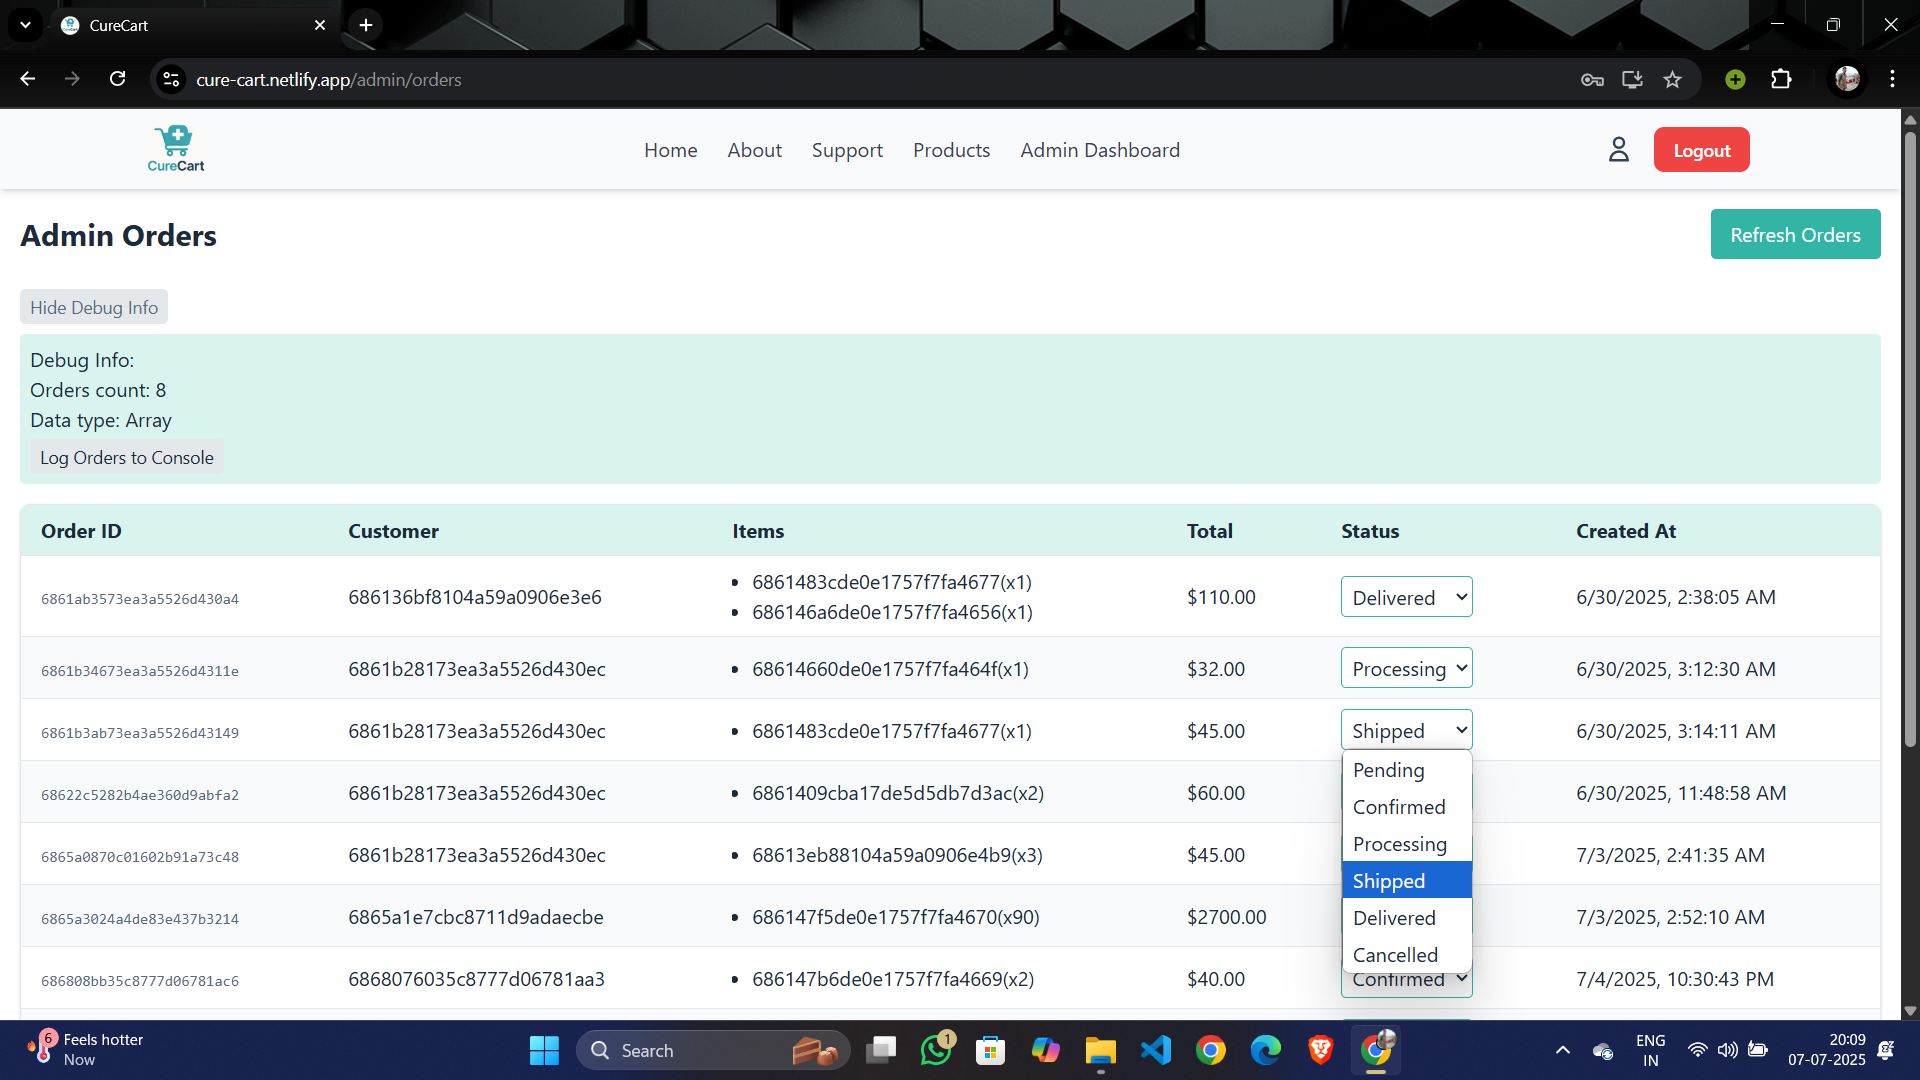 CureCart
cure-cart.netlify.app/admin/orders
CureCart
Home
About
Support
Products
Admin Dashboard
Logout
Admin Orders
Refresh Orders
Hide Debug Info
Debug Info:
Orders count: 8
Data type: Array
Log Orders to Console
Order ID Customer Items Total Status Created At
6861ab3573ea3a5526d430a4 686136bf8104a59a0906e3e6 6861483cde0e1757f7fa4677(x1) $110.00 Delivered 6/30/2025, 2:38:05 AM
686146a6de0e1757f7fa4656(x1)
6861b34673ea3a5526d4311e 6861b28173ea3a5526d430ec 68614660de0e1757f7fa464f(x1) $32.00 Processing 6/30/2025, 3:12:30 AM
6861b3ab73ea3a5526d43149 6861b28173ea3a5526d430ec 6861483cde0e1757f7fa4677(x1) $45.00 Shipped 6/30/2025, 3:14:11 AM
68622c5282b4ae360d9abfa2 6861b28173ea3a5526d430ec 6861409cba17de5d5db7d3ac(x2) $60.00 6/30/2025, 11:48:58 AM
6865a0870c01602b91a73c48 6861b28173ea3a5526d430ec 68613eb88104a59a0906e4b9(x3) $45.00 7/3/2025, 2:41:35 AM
6865a3024a4de83e437b3214 6865a1e7cbc8711d9adaecbe 686147f5de0e1757f7fa4670(x90) $2700.00 7/3/2025, 2:52:10 AM
686808bb35c8777d06781ac6 6868076035c8777d06781aa3 686147b6de0e1757f7fa4669(x2) $40.00 Confirmed 7/4/2025, 10:30:43 PM
Pending
Confirmed
Processing
Shipped
Delivered
Cancelled
6
Feels hotter
Now
Search
1
ENG
IN
20:09
07-07-2025